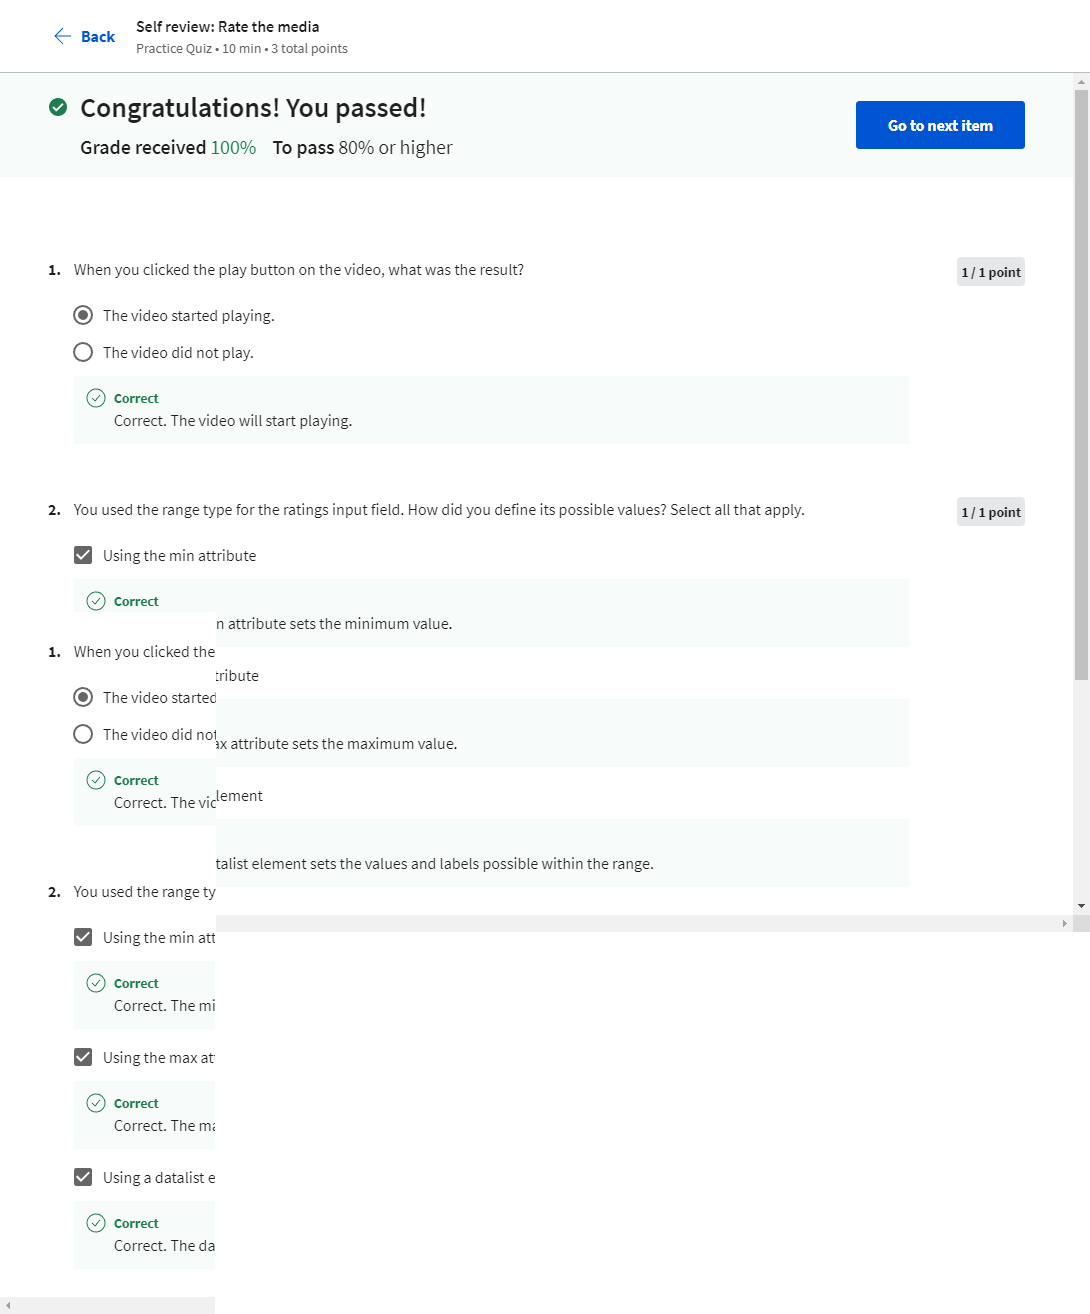 Back
Self review: Rate the media
Practice Quiz • 10 min • 3 total points
Congratulations! You passed!
Go to next item
Grade received 100% To pass 80% or higher
1. When you clicked the play button on the video, what was the result?
1 / 1 point
The video started playing.
The video did not play.
Correct
Correct. The video will start playing.
2. You used the range type for the ratings input field. How did you define its possible values? Select all that apply.
1 / 1 point
Using the min attribute
Correct
n attribute sets the minimum value.
1. When you clicked the
tribute
The video started
The video did not
ax attribute sets the maximum value.
Correct
lement
Correct. The vid
talist element sets the values and labels possible within the range.
2. You used the range ty
Using the min att
Correct
Correct. The mi
Using the max at
Correct
Correct. The ma
Using a datalist e
Correct
Correct. The da